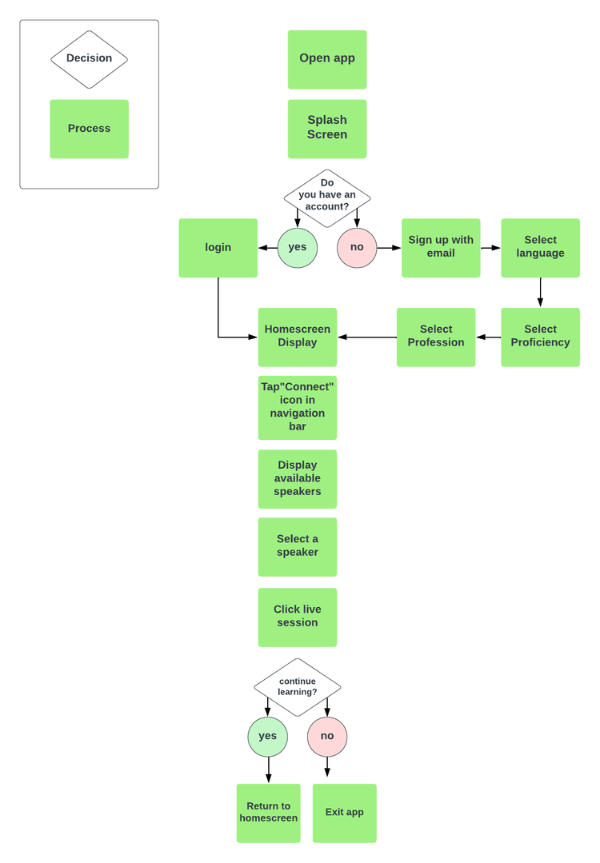 Decision
Process
Open app
Splash
Screen
Do
you have an
account?
yes
no
login
Sign up with
email
Select
language
Homescreen
Display
Select
Profession
Select
Proficiency
Tap"Connect"
icon in
navigation
bar
Display
available
speakers
Select a
speaker
Click live
session
continue
learning?
yes
no
Return to
homescreen
Exit app